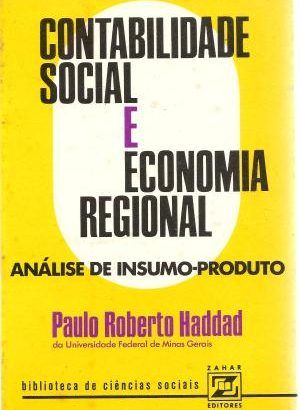 CONTABILIDADE
SOCIAL
E
ECONOMIA
REGIONAL
ANÁLISE DE INSUMO-PRODUTO
Paulo Roberto Haddad
da Universidade Federal de Minas Gerais
biblioteca de ciências sociais
ZAHAR
EDITORES